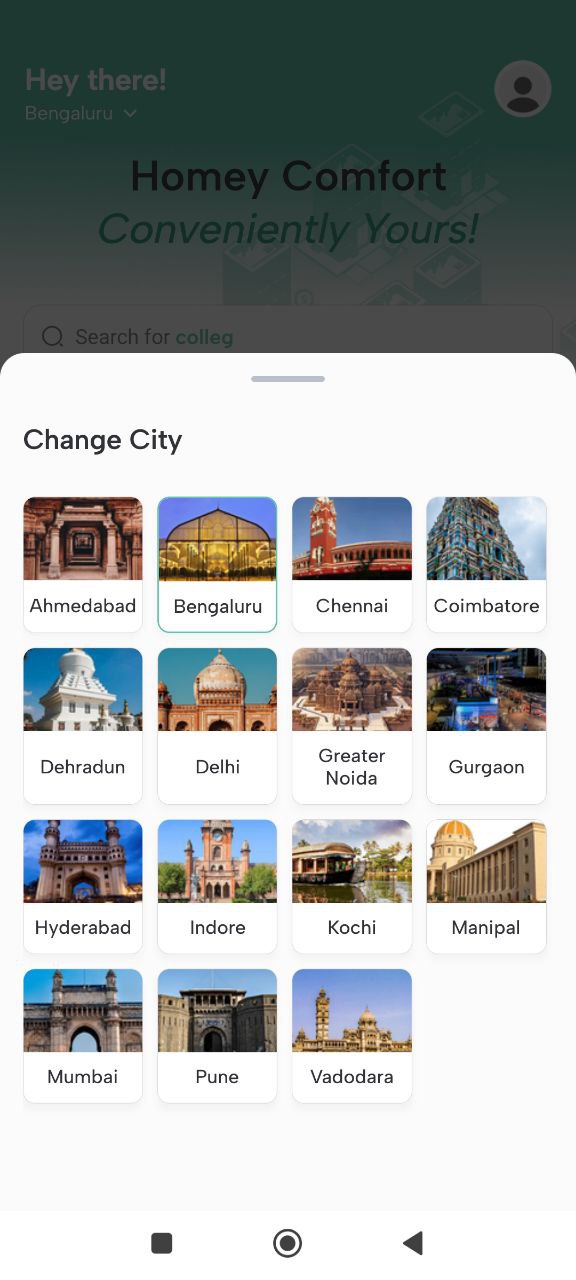 Hey there!
Bengaluru
Homey Comfort
Conveniently Yours!
Search for colleg
Change City
Ahmedabad
Bengaluru
Chennai
Coimbatore
Dehradun
Delhi
Greater
Noida
Gurgaon
Hyderabad
Indore
Kochi
Manipal
Mumbai
Pune
Vadodara